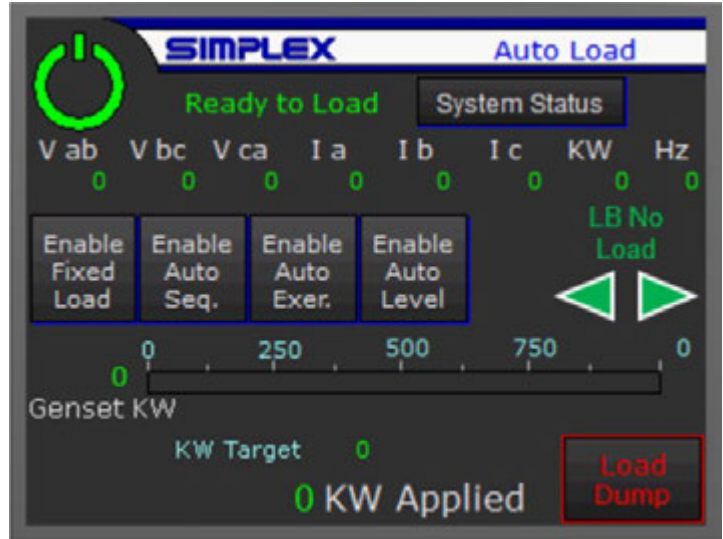 SIMPLEX Auto Load
Ready to Load System Status
V ab V bc V ca I a I b I c KW Hz
0 0 0 0 0 0 0 0
LB No
Load
Enable Fixed Load
Enable Auto Seq.
Enable Auto Exer.
Enable Auto Level
0 250 500 750 0
0
Genset KW
KW Target 0
0 KW Applied
Load
Dump